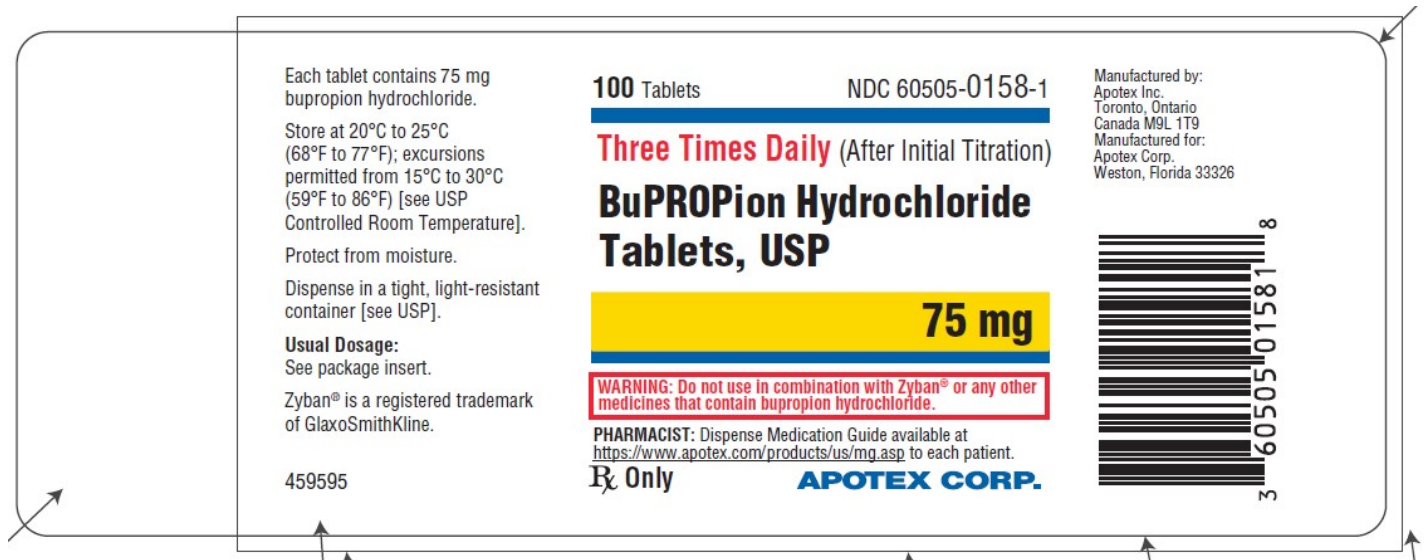 Each tablet contains 75 mg
bupropion hydrochloride.
Store at 20°C to 25°C
(68°F to 77°F); excursions
permitted from 15°C to 30°C
(59°F to 86°F) [see USP
Controlled Room Temperature].
Protect from moisture.
Dispense in a tight, light-resistant
container [see USP].
Usual Dosage:
See package insert.
Zyban® is a registered trademark
of GlaxoSmithKline.
459595
100 Tablets NDC 60505-0158-1
Three Times Daily (After Initial Titration)
BuPROPion Hydrochloride
Tablets, USP
75 mg
WARNING: Do not use in combination with Zyban® or any other
medicines that contain bupropion hydrochloride.
PHARMACIST: Dispense Medication Guide available at
https://www.apotex.com/products/us/mg.asp to each patient.
Rx Only APOTEX CORP.
Manufactured by:
Apotex Inc.
Toronto, Ontario
Canada M9L 1T9
Manufactured for:
Apotex Corp.
Weston, Florida 33326
3 60505 01581 8